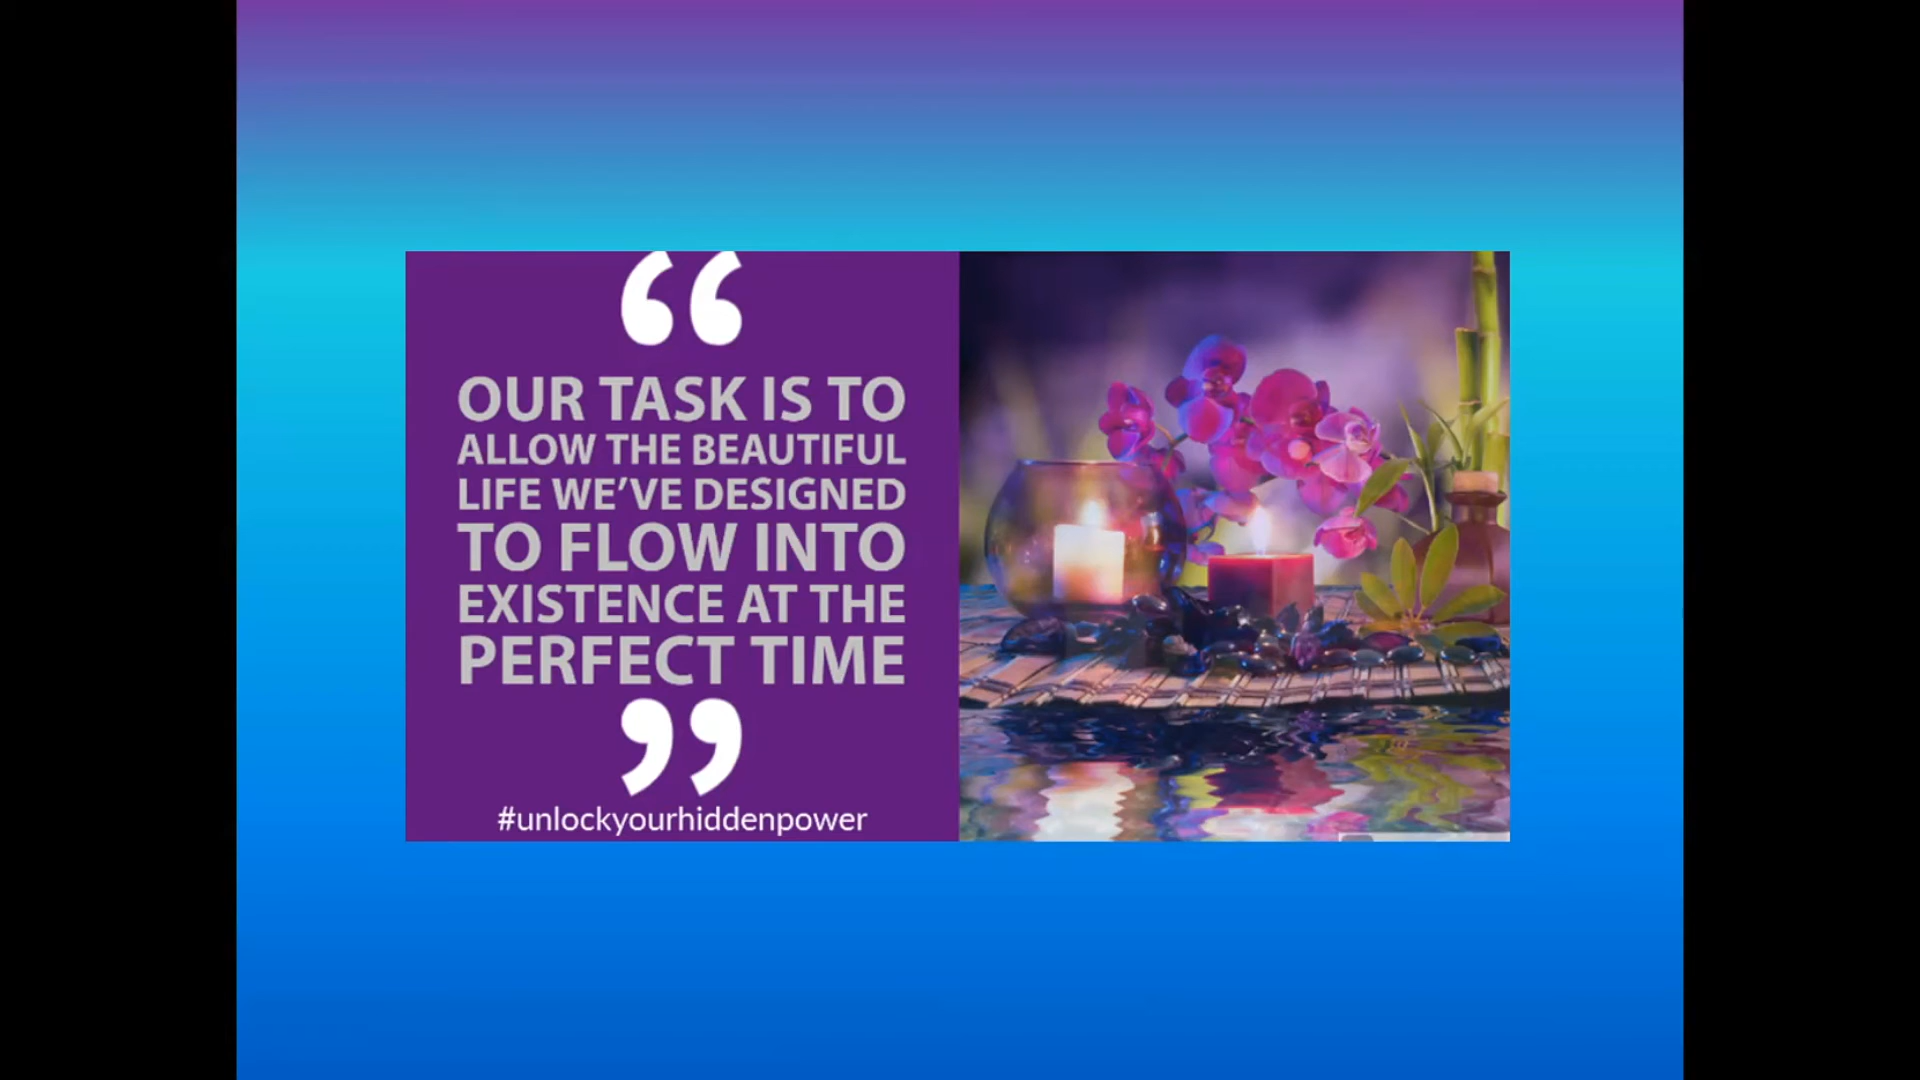 “
OUR TASK IS TO
ALLOW THE BEAUTIFUL
LIFE WE’VE DESIGNED
TO FLOW INTO
EXISTENCE AT THE
PERFECT TIME
”
#unlockyourhiddenpower